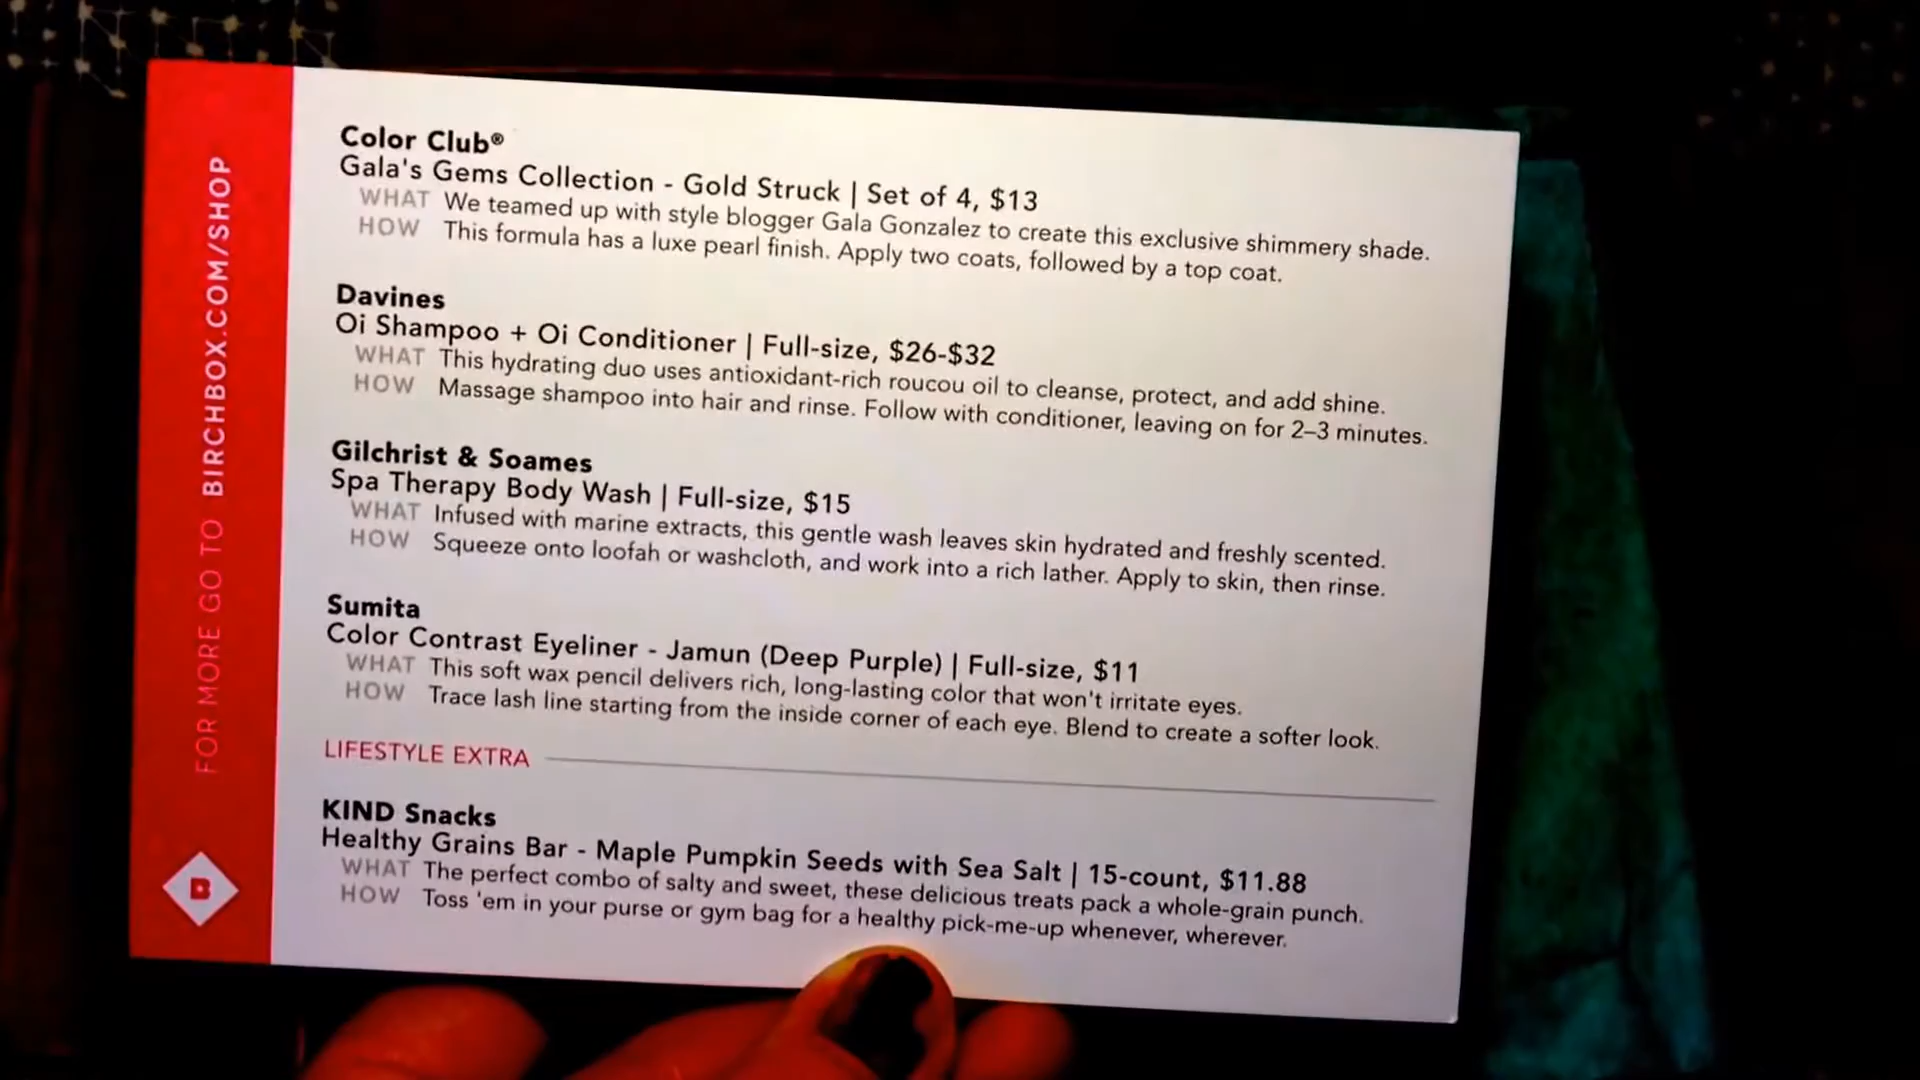 Color Club®
Gala's Gems Collection - Gold Struck | Set of 4, $13
WHAT We teamed up with style blogger Gala Gonzalez to create this exclusive shimmery shade.
HOW This formula has a luxe pearl finish. Apply two coats, followed by a top coat.
Davines
Oi Shampoo + Oi Conditioner | Full-size, $26-$32
WHAT This hydrating duo uses antioxidant-rich roucou oil to cleanse, protect, and add shine.
HOW Massage shampoo into hair and rinse. Follow with conditioner, leaving on for 2–3 minutes.
Gilchrist & Soames
Spa Therapy Body Wash | Full-size, $15
WHAT Infused with marine extracts, this gentle wash leaves skin hydrated and freshly scented.
HOW Squeeze onto loofah or washcloth, and work into a rich lather. Apply to skin, then rinse.
Sumita
Color Contrast Eyeliner - Jamun (Deep Purple) | Full-size, $11
WHAT This soft wax pencil delivers rich, long-lasting color that won't irritate eyes.
HOW Trace lash line starting from the inside corner of each eye. Blend to create a softer look.
LIFESTYLE EXTRA
KIND Snacks
Healthy Grains Bar - Maple Pumpkin Seeds with Sea Salt | 15-count, $11.88
WHAT The perfect combo of salty and sweet, these delicious treats pack a whole-grain punch.
HOW Toss 'em in your purse or gym bag for a healthy pick-me-up whenever, wherever.
FOR MORE GO TO BIRCHBOX.COM/SHOP
B